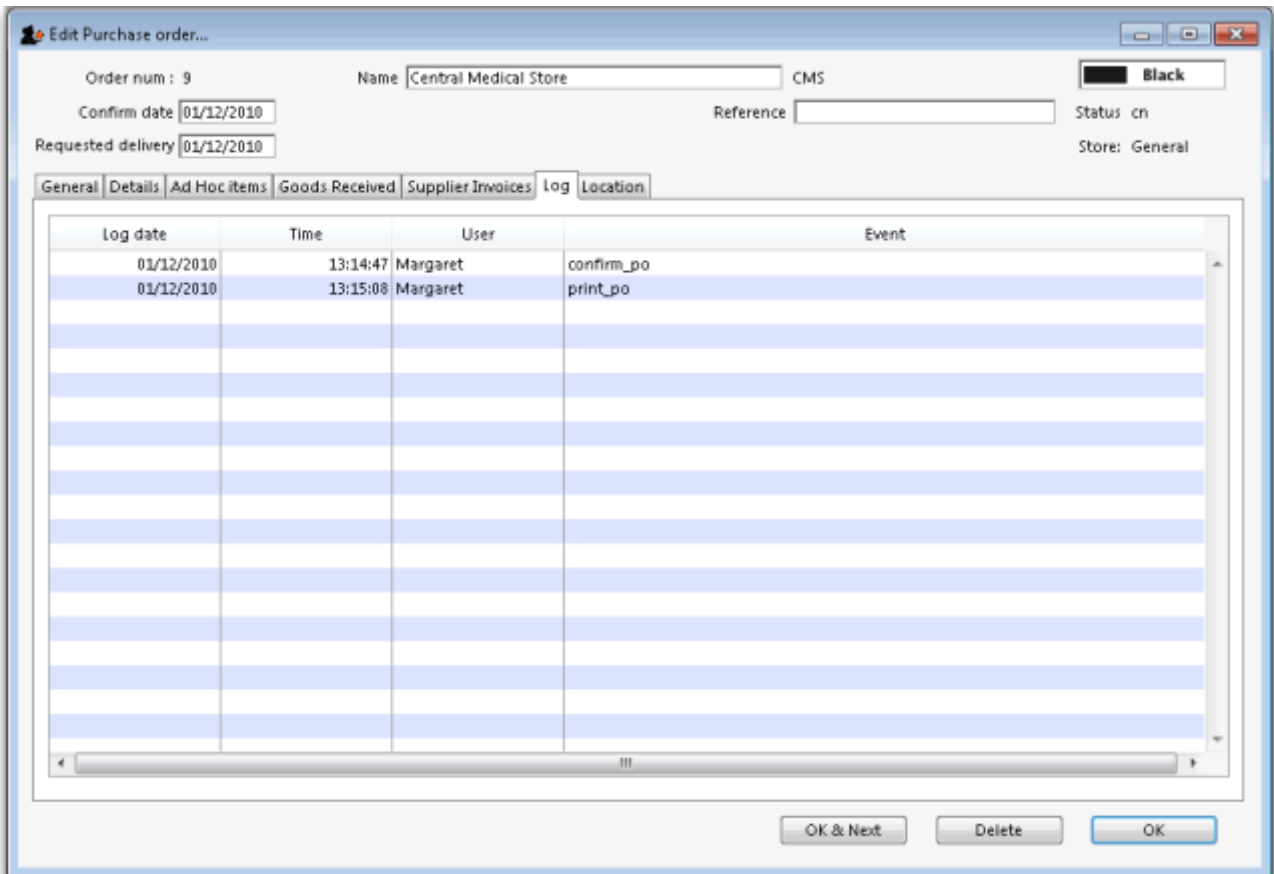 Edit Purchase order...
Order num : 9 Name Central Medical Store CMS Black
Confirm date 01/12/2010 Reference Status cn
Requested delivery 01/12/2010 Store: General
General Details Ad Hoc items Goods Received Supplier Invoices Log Location
Log date Time User Event
01/12/2010 13:14:47 Margaret confirm_po
01/12/2010 13:15:08 Margaret print_po
OK & Next Delete OK